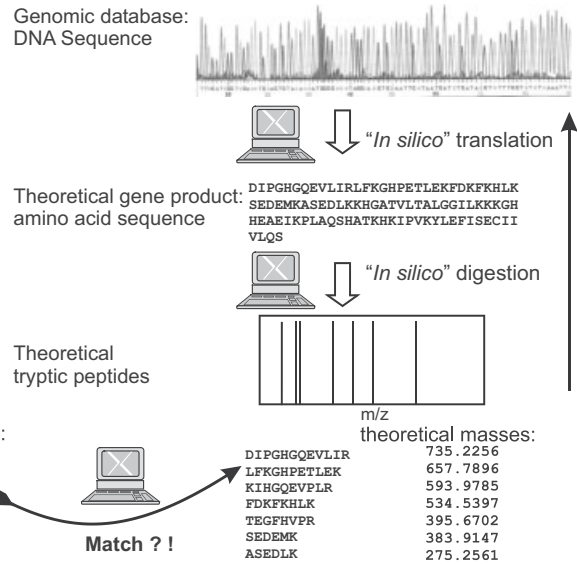 Genomic database:
DNA Sequence
"In silico" translation
Theoretical gene product:
amino acid sequence
DIPGHGQEVLIRLFKGHPETLEKFDKFKHLK
SEDEMKASEDLKKHGATVLTALGGILKKKGH
HEAEIKPLAQSHATKHKIPVKYLEFISECII
VLQS
"In silico" digestion
Theoretical
tryptic peptides
m/z
theoretical masses:
:
DIPGHGQEVLIR 735.2256
LFKGHPETLEK 657.7896
KIHGQEVPLR 593.9785
FDKFKHLK 534.5397
TEGFHVPR 395.6702
SEDEMK 383.9147
ASEDLK 275.2561
Match ? !